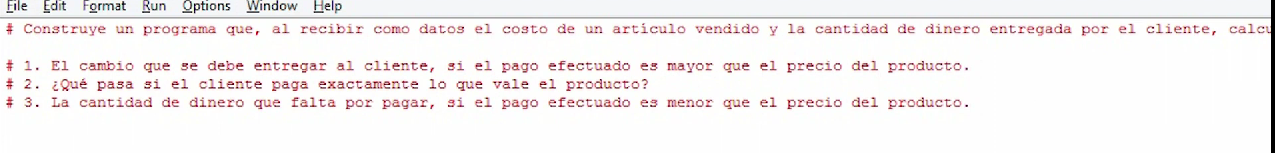 File Edit Format Run Options Window Help
# Construye un programa que, al recibir como datos el costo de un artículo vendido y la cantidad de dinero entregada por el cliente, calcu
# 1. El cambio que se debe entregar al cliente, si el pago efectuado es mayor que el precio del producto.
# 2. ¿Qué pasa si el cliente paga exactamente lo que vale el producto?
# 3. La cantidad de dinero que falta por pagar, si el pago efectuado es menor que el precio del producto.